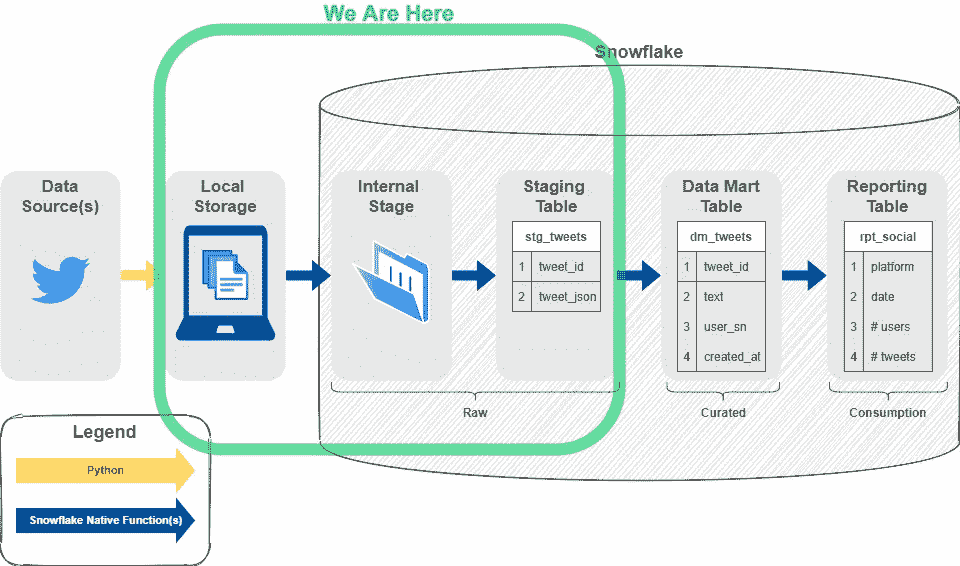 We Are Here
Snowflake
Data
Source(s)
Local
Storage
Internal
Stage
Staging
Table
stg_tweets
1 tweet_id
2 tweet_json
Data Mart
Table
dm_tweets
1 tweet_id
2 text
3 user_sn
4 created_at
Reporting
Table
rpt_social
1 platform
2 date
3 # users
4 # tweets
Raw
Curated
Consumption
Legend
Python
Snowflake Native Function(s)